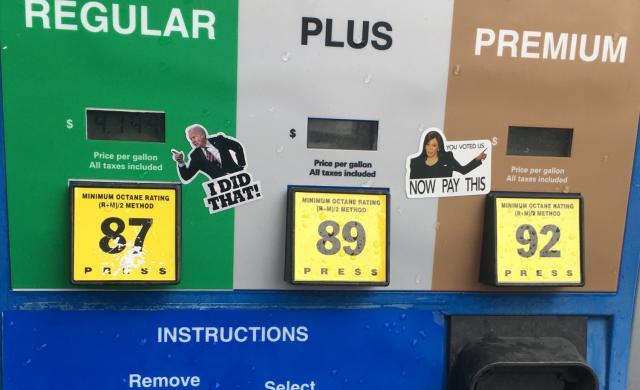 REGULAR
PLUS
PREMIUM
$
$
$
Price per gallon
All taxes included
Price per gallon
All taxes included
Price per gallon
All taxes included
I DID
THAT!
YOU VOTED US
NOW PAY THIS
MINIMUM OCTANE RATING
(R+M)/2 METHOD
87
PRESS
MINIMUM OCTANE RATING
(R+M)/2 METHOD
89
PRESS
MINIMUM OCTANE RATING
(R+M)/2 METHOD
92
PRESS
INSTRUCTIONS
Remove
Select